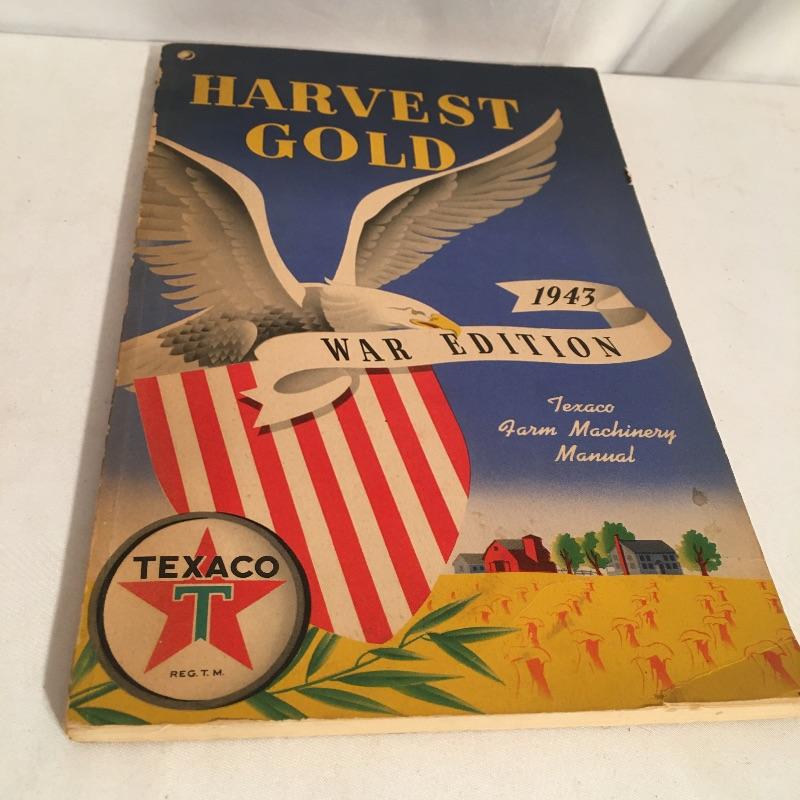 HARVEST
GOLD
1943
WAR EDITION
Texaco
Farm Machinery
Manual
TEXACO
T
REG. T. M.